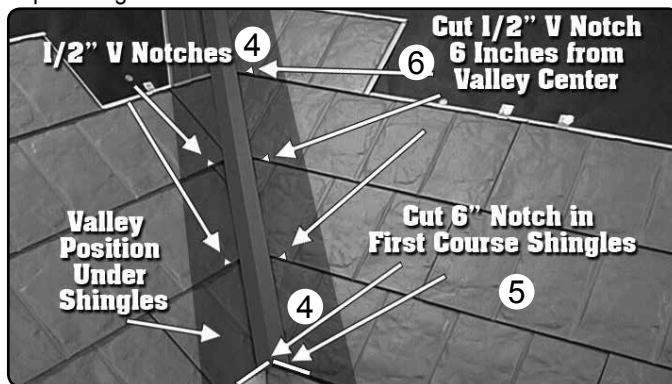 1/2” V Notches
4
Cut 1/2” V Notch
6 Inches from
Valley Center
6
Valley
Position
Under
Shingles
Cut 6” Notch in
First Course Shingles
4
5